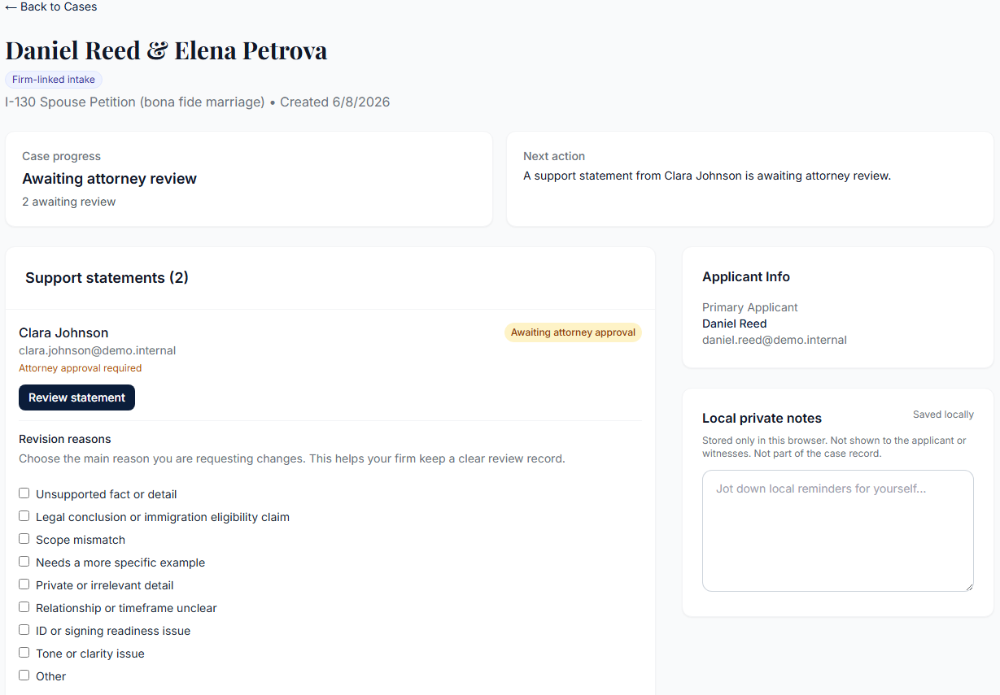 ← Back to Cases
Daniel Reed & Elena Petrova
Firm-linked intake
I-130 Spouse Petition (bona fide marriage) • Created 6/8/2026
Case progress
Awaiting attorney review
2 awaiting review
Next action
A support statement from Clara Johnson is awaiting attorney review.
Support statements (2)
Clara Johnson
Awaiting attorney approval
clara.johnson@demo.internal
Attorney approval required
Review statement
Revision reasons
Choose the main reason you are requesting changes. This helps your firm keep a clear review record.
Unsupported fact or detail
Legal conclusion or immigration eligibility claim
Scope mismatch
Needs a more specific example
Private or irrelevant detail
Relationship or timeframe unclear
ID or signing readiness issue
Tone or clarity issue
Other
Applicant Info
Primary Applicant
Daniel Reed
daniel.reed@demo.internal
Local private notes
Saved locally
Stored only in this browser. Not shown to the applicant or
witnesses. Not part of the case record.
Jot down local reminders for yourself...